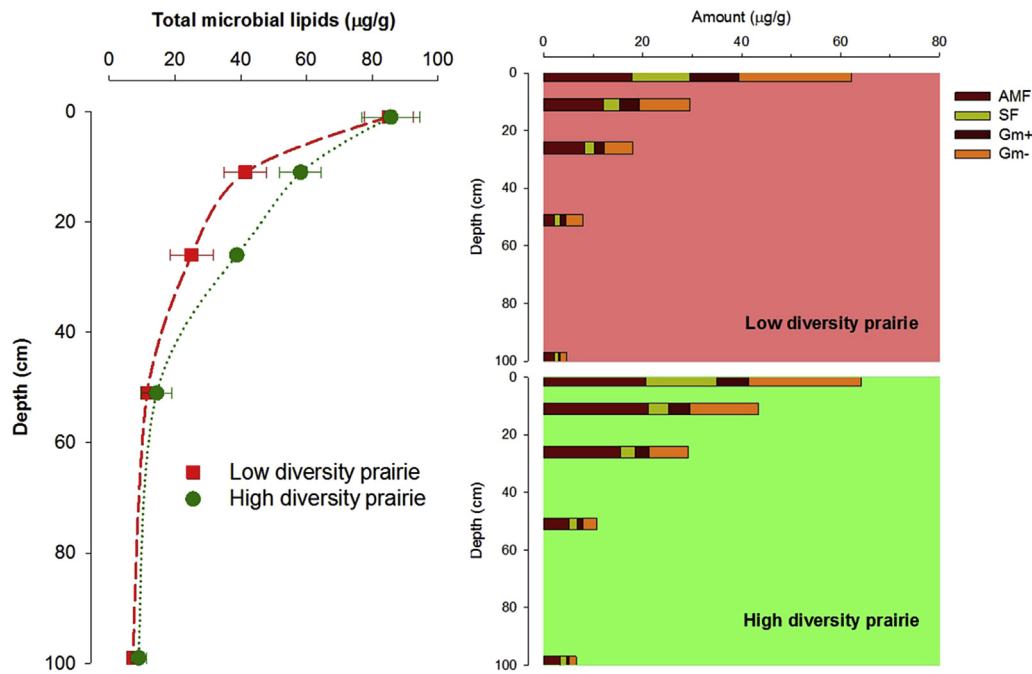 Total microbial lipids (µg/g)
0 20 40 60 80 100
Depth (cm)
0
20
40
60
80
100
Low diversity prairie
High diversity prairie
Amount (µg/g)
0 20 40 60 80
Depth (cm)
0
20
40
60
80
100
Low diversity prairie
AMF
SF
Gm+
Gm-
Depth (cm)
0
20
40
60
80
100
High diversity prairie